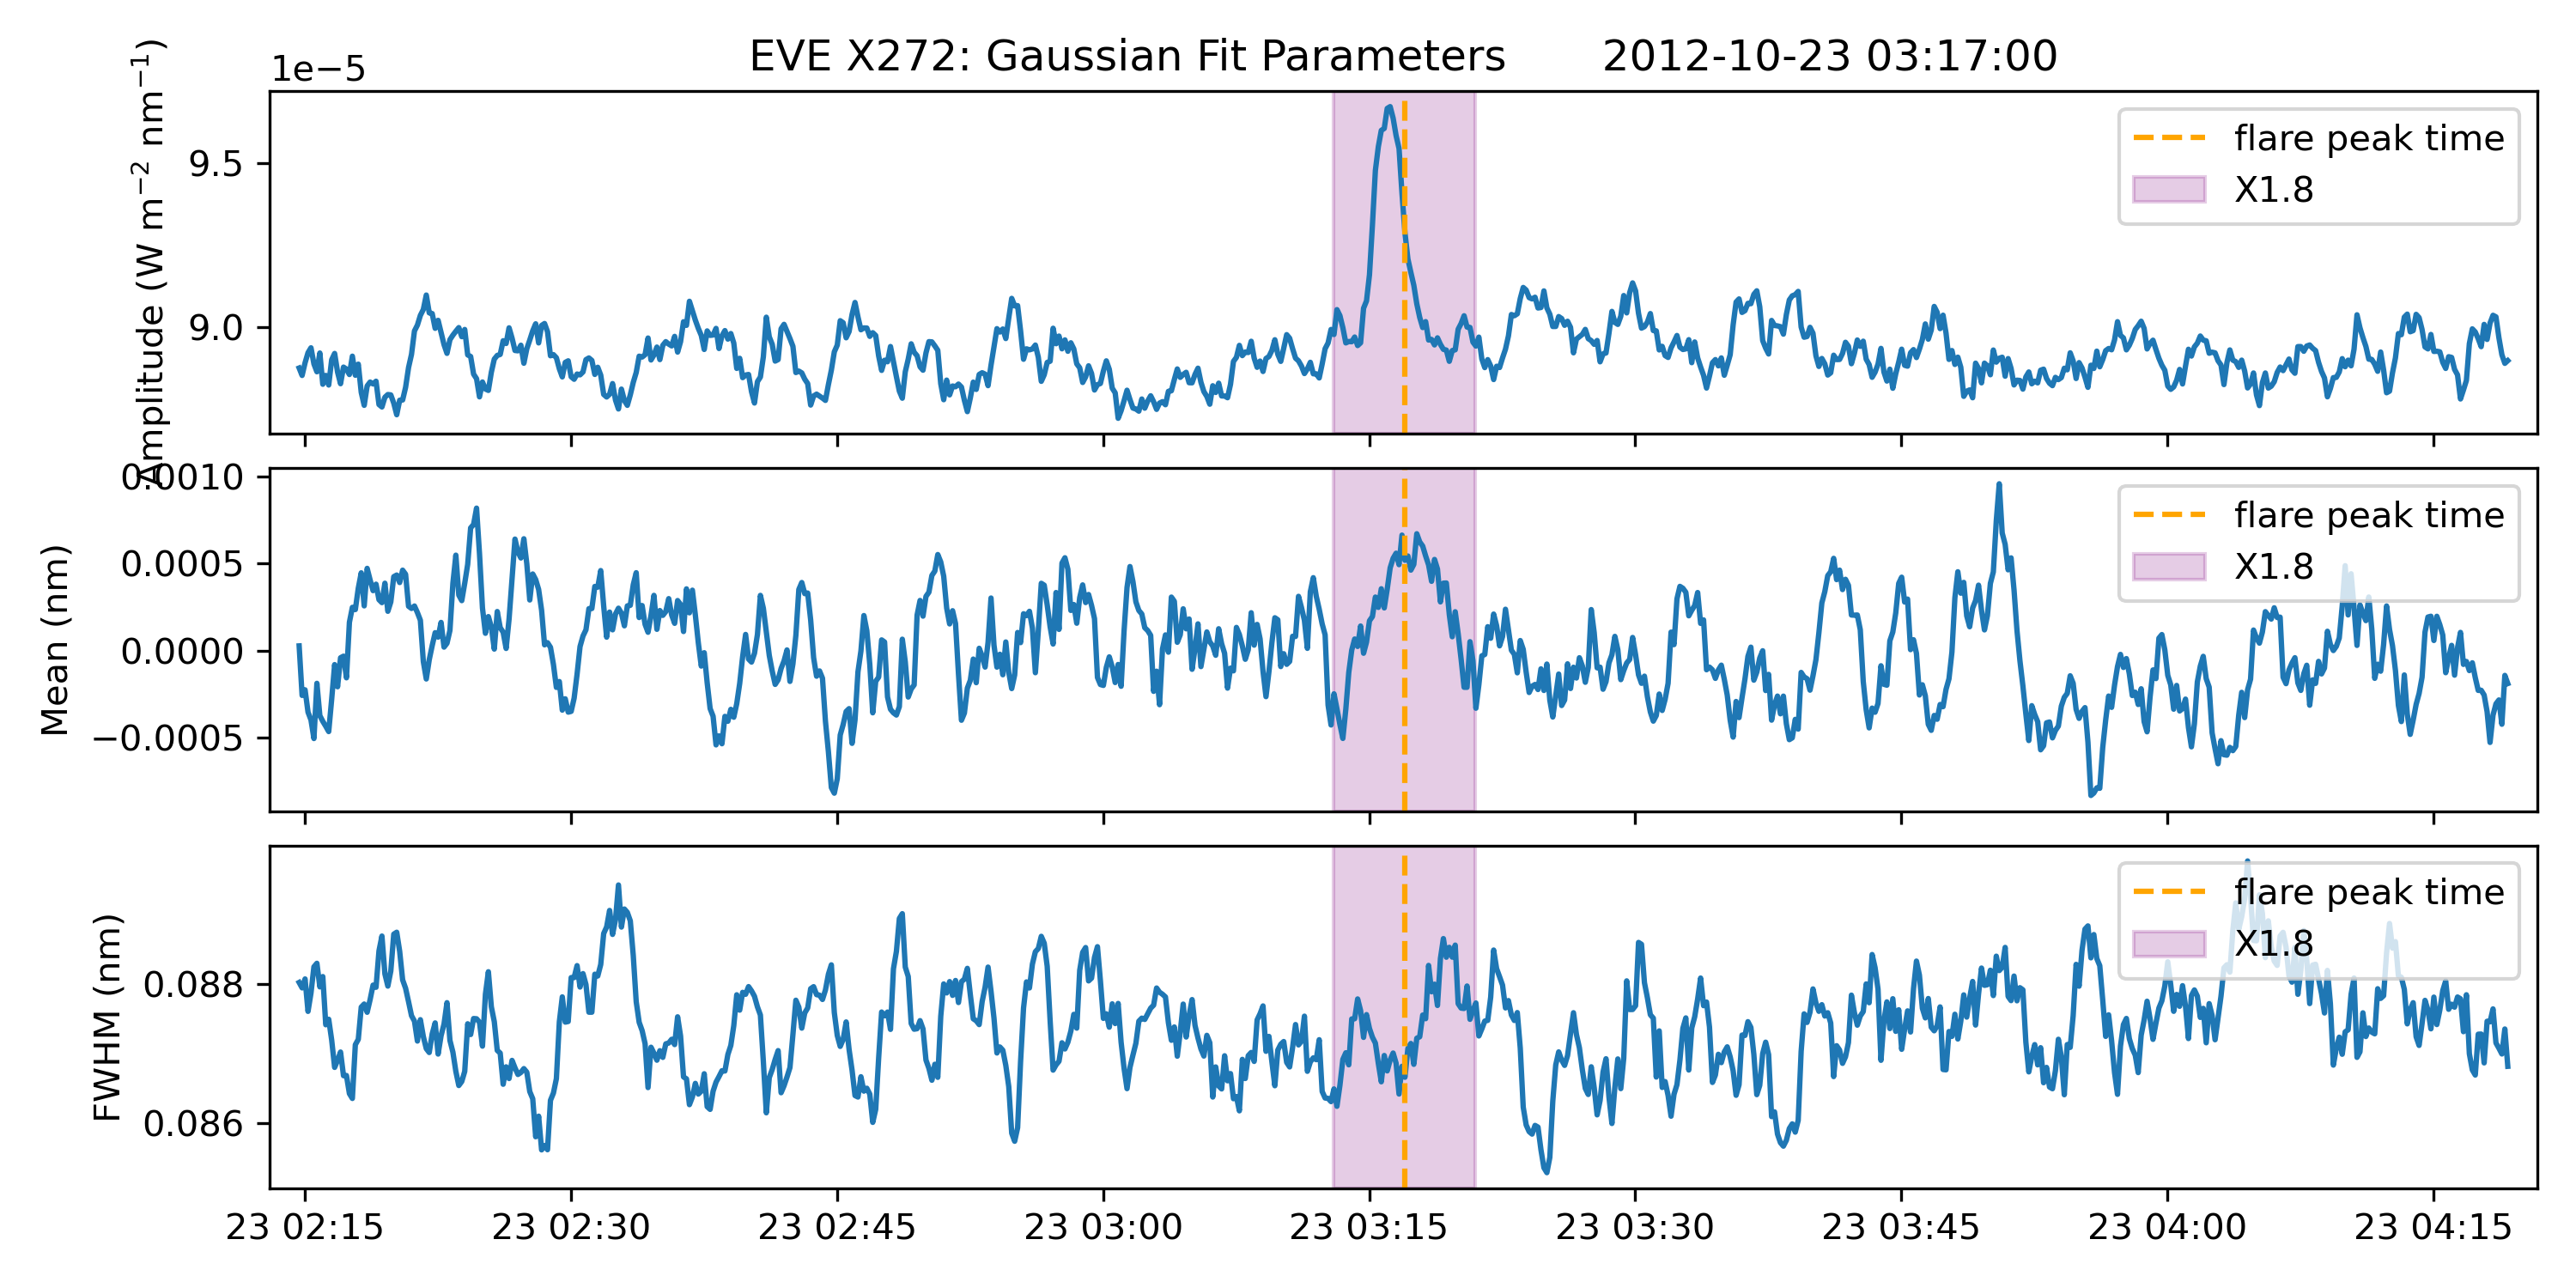 EVE X272: Gaussian Fit Parameters 2012-10-23 03:17:00
1e−5
Amplitude (W m⁻² nm⁻¹)
9.5
9.0
flare peak time
X1.8
Mean (nm)
0.0010
0.0005
0.0000
−0.0005
flare peak time
X1.8
FWHM (nm)
0.088
0.086
flare peak time
X1.8
23 02:15 23 02:30 23 02:45 23 03:00 23 03:15 23 03:30 23 03:45 23 04:00 23 04:15